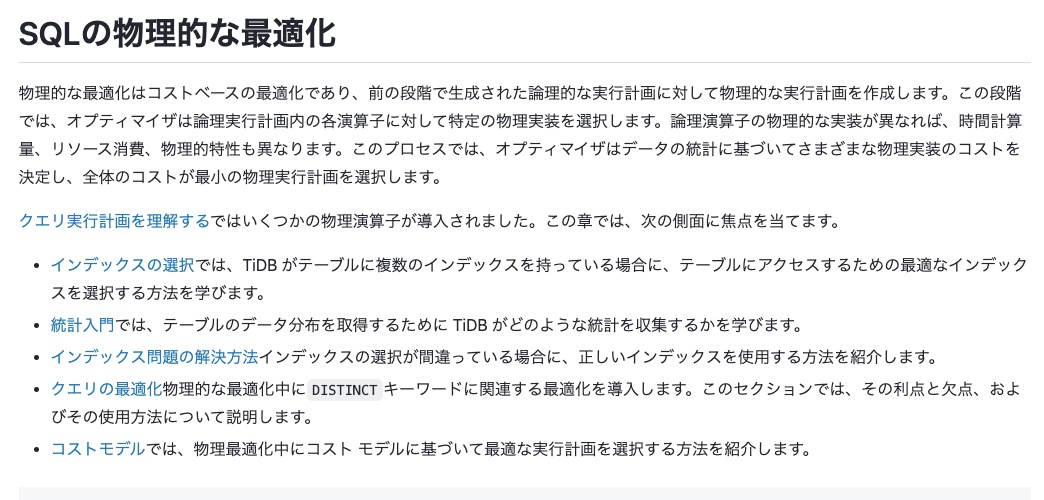 SQLの物理的な最適化
物理的な最適化はコストベースの最適化であり、前の段階で生成された論理的な実行計画に対して物理的な実行計画を作成します。この段階
では、オプティマイザは論理実行計画内の各演算子に対して特定の物理実装を選択します。論理演算子の物理的な実装が異なれば、時間計算
量、リソース消費、物理的特性も異なります。このプロセスでは、オプティマイザはデータの統計に基づいてさまざまな物理実装のコストを
決定し、全体のコストが最小の物理実行計画を選択します。
クエリ実行計画を理解するではいくつかの物理演算子が導入されました。この章では、次の側面に焦点を当てます。
• インデックスの選択では、TiDB がテーブルに複数のインデックスを持っている場合に、テーブルにアクセスするための最適なインデック
スを選択する方法を学びます。
• 統計入門では、テーブルのデータ分布を取得するために TiDB がどのような統計を収集するかを学びます。
• インデックス問題の解決方法インデックスの選択が間違っている場合に、正しいインデックスを使用する方法を紹介します。
• クエリの最適化物理的な最適化中に DISTINCT キーワードに関連する最適化を導入します。このセクションでは、その利点と欠点、およ
びその使用方法について説明します。
• コストモデルでは、物理最適化中にコスト モデルに基づいて最適な実行計画を選択する方法を紹介します。